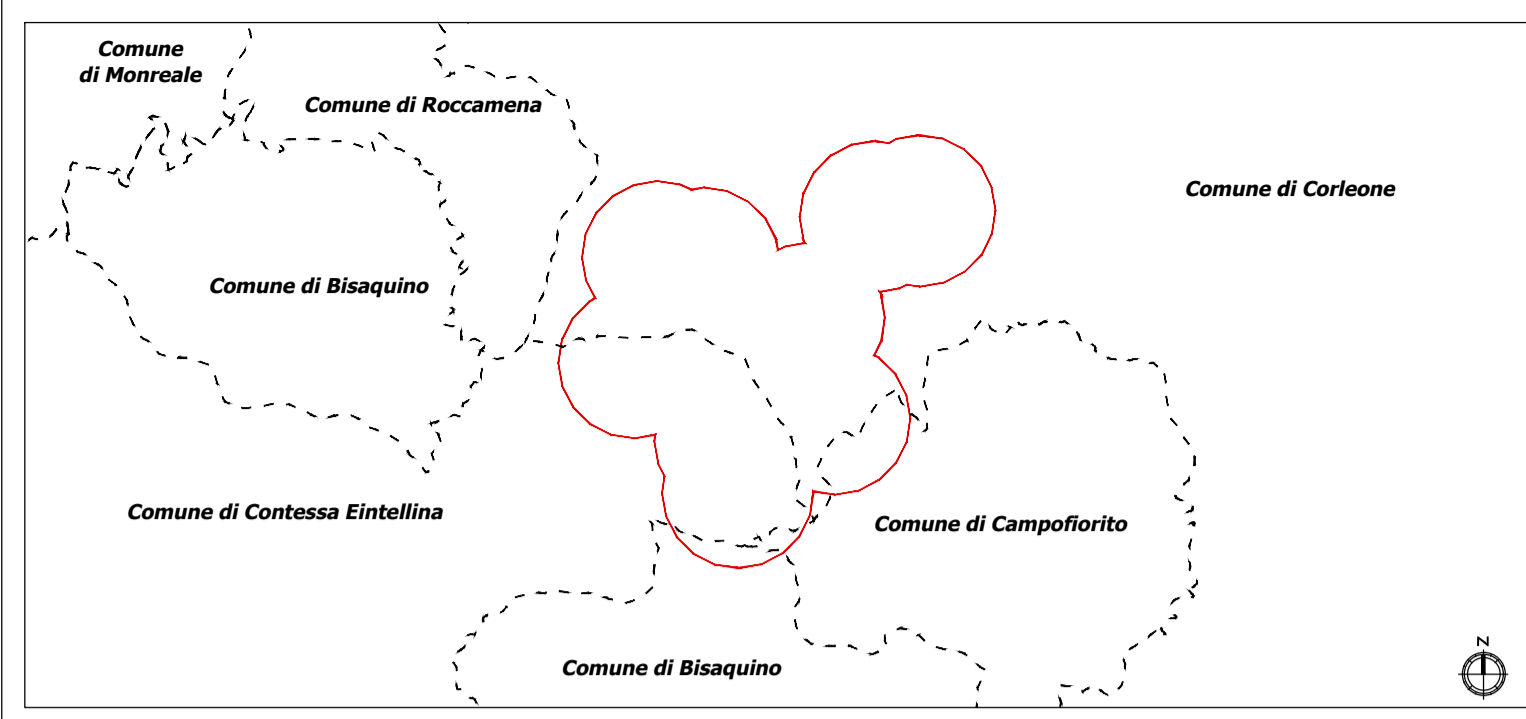 Comune
di Monreale
Comune di Roccamena
Comune di Corleone
Comune di Bisaquino
Comune di Contessa Eintellina
Comune di Campofiorito
Comune di Bisaquino
N